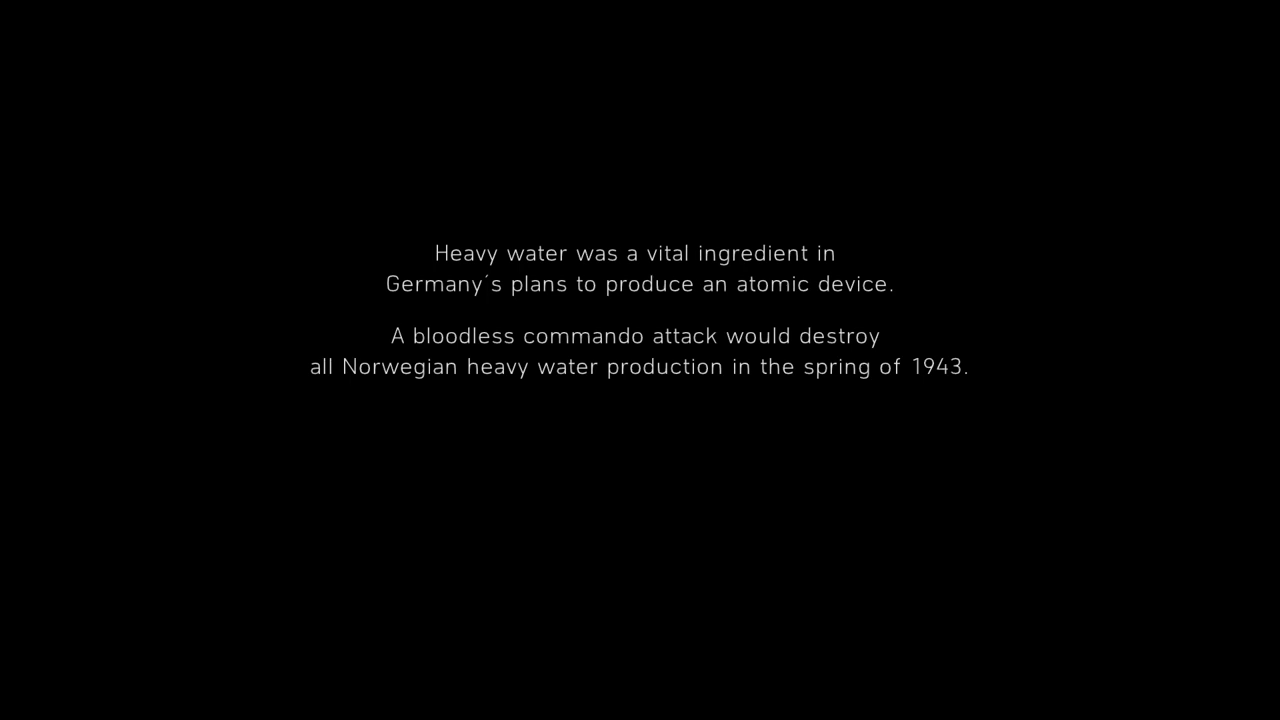 Heavy water was a vital ingredient in
Germany´s plans to produce an atomic device.
A bloodless commando attack would destroy
all Norwegian heavy water production in the spring of 1943.